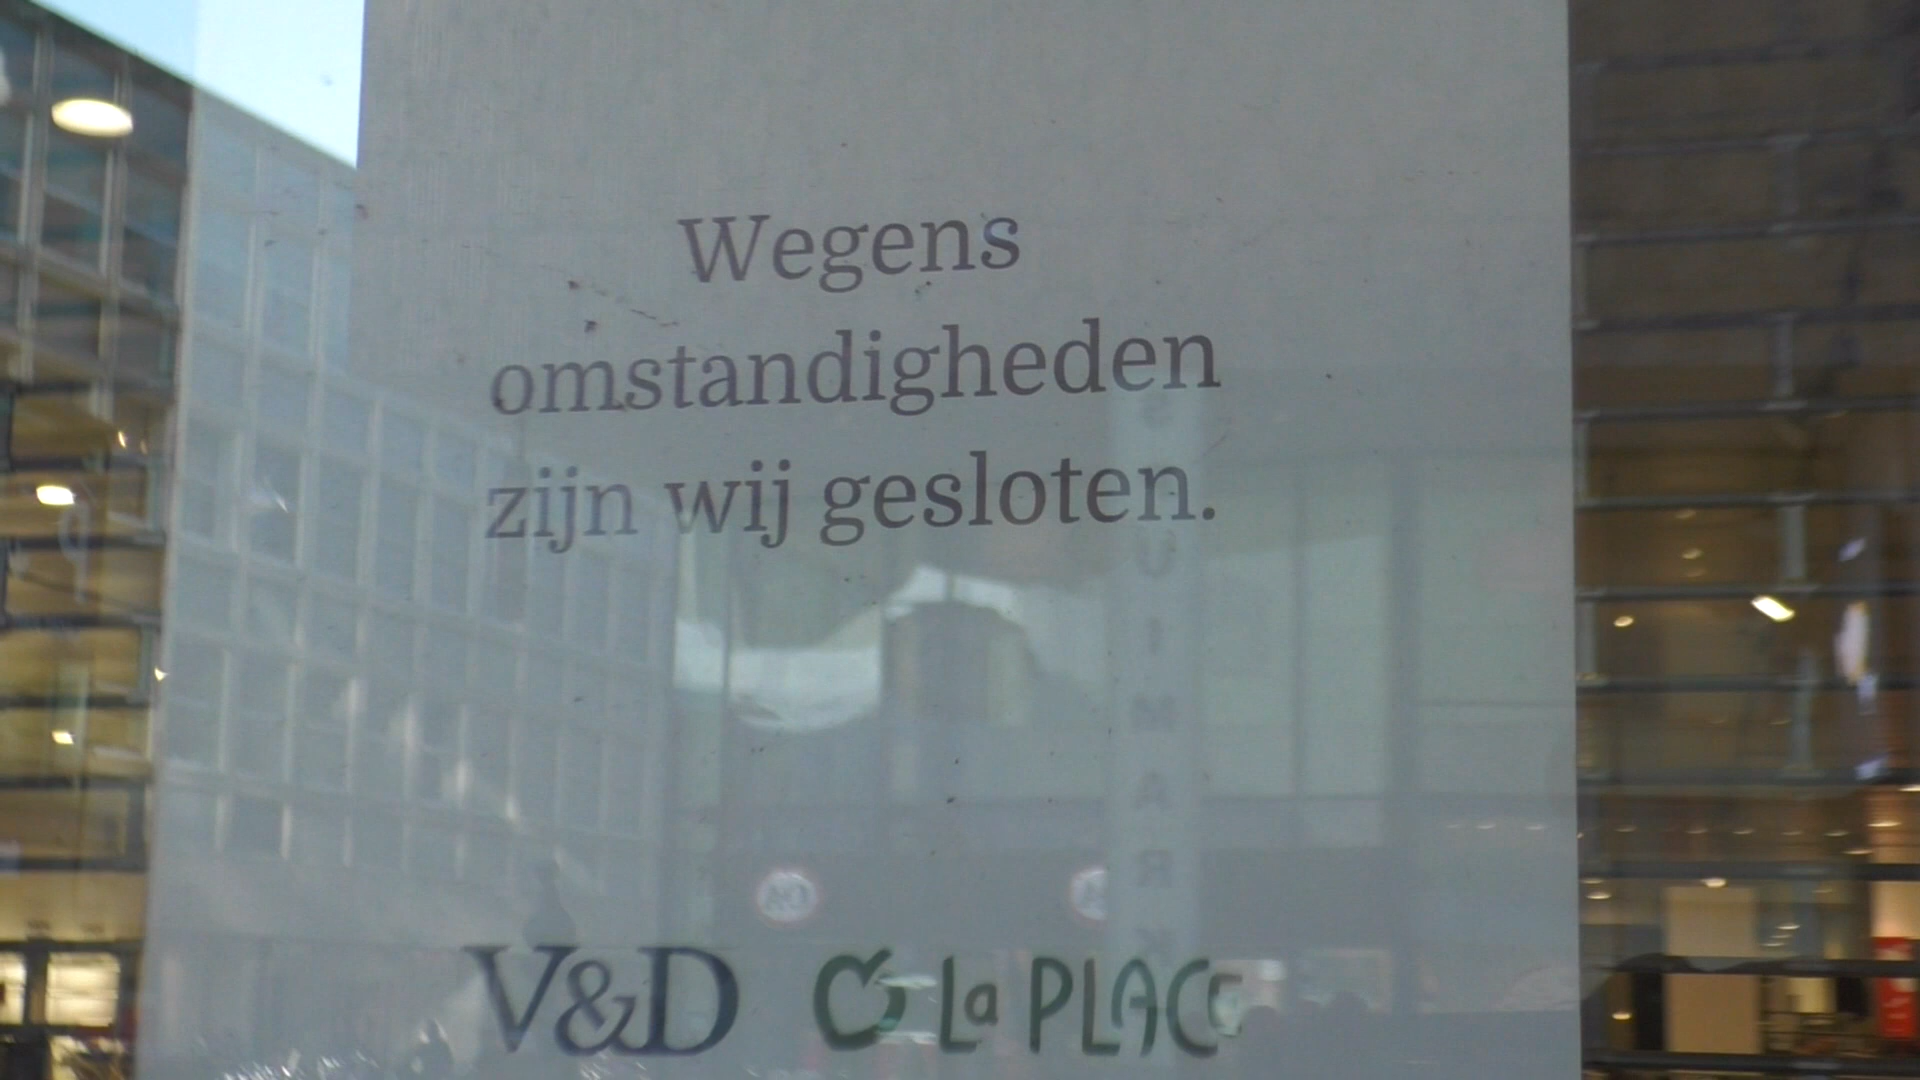 Wegens
omstandigheden
zijn wij gesloten.
V&D La PLACE